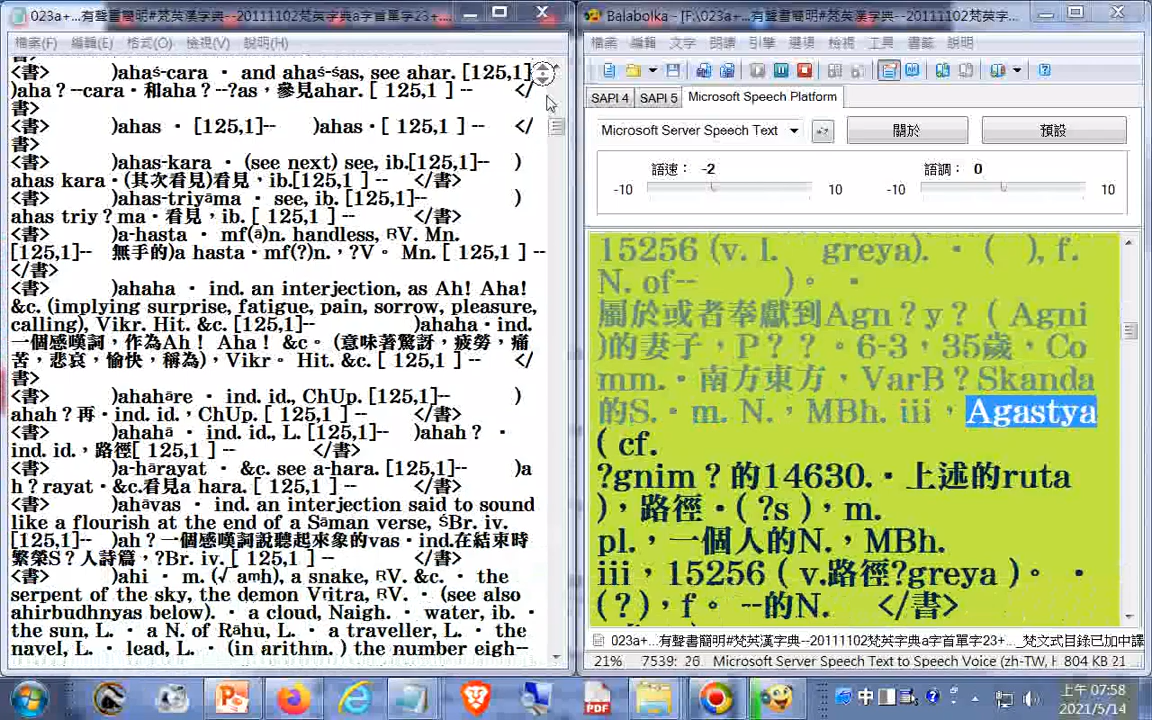 023a+...有聲書簡明#梵英漢字典--20111102梵英字典a字首單字23+...
檔案(F) 編輯(E) 格式(O) 檢視(V) 說明(H)
<書> )ahaś-cara • and ahaś-śas, see ahar. [125,1]
)aha？--cara‧和aha？--?as，參見ahar. [ 125,1 ] -- </
書>
<書> )ahas • [125,1]-- )ahas‧[ 125,1 ] -- </
書>
<書> )ahas-kara • (see next) see, ib.[125,1]-- )
ahas kara‧(其次看見)看見，ib.[125,1 ] -- </書>
<書> )ahas-triyāma • see, ib. [125,1]-- )
ahas triy？ma‧看見，ib. [ 125,1 ] -- </書>
<書> )a-hasta • mf(ā)n. handless, RV. Mn.
[125,1]-- 無手的)a hasta‧mf(?)n.，?V。 Mn. [ 125,1 ] --
</書>
<書> )ahaha • ind. an interjection, as Ah! Aha!
&c. (implying surprise, fatigue, pain, sorrow, pleasure,
calling), Vikr. Hit. &c. [125,1]-- )ahaha‧ind.
一個感嘆詞，作為Ah！ Aha！ &c。(意味著驚訝，疲勞，痛
苦，悲哀，愉快，稱為)，Vikr。 Hit. &c. [ 125,1 ] -- </
書>
<書> )ahahāre • ind. id., ChUp. [125,1]-- )
ahah？再‧ind. id.，ChUp. [ 125,1 ] -- </書>
<書> )ahahā • ind. id., L. [125,1]-- )ahah？ ‧
ind. id.，路徑[ 125,1 ] -- </書>
<書> )a-hārayat • &c. see a-hara. [125,1]-- )a
h？rayat‧&c.看見a hara. [ 125,1 ] -- </書>
<書> )ahāvas • ind. an interjection said to sound
like a flourish at the end of a Sāman verse, śBr. iv.
[125,1]-- )ah？一個感嘆詞說聽起來象的vas‧ind.在結束時
繁榮S？人詩篇，?Br. iv. [ 125,1 ] -- </書>
<書> )ahi • m. (√ amh), a snake, RV. &c. • the
serpent of the sky, the demon Vritra, RV. • (see also
ahirbudhnyas below). • a cloud, Naigh. • water, ib. •
the sun, L. • a N. of Rāhu, L. • a traveller, L. • the
navel, L. • lead, L. • (in arithm. ) the number eigh--
Balabolka - [F:\023a+...有聲書簡明#梵英漢字典--20111102梵英字...
檔案 編輯 文字 朗讀 引擎 選項 檢視 工具 書籤 說明
SAPI 4 SAPI 5 Microsoft Speech Platform
Microsoft Server Speech Text 關於 預設
語速： -2 語調： 0
-10 10 -10 10
15256 (v. l. greya). • ( ), f.
N. of-- )。 •
屬於或者奉獻到Agn？y？ ( Agni
)的妻子，P？？。6-3，35歲，Co
mm.‧南方東方，VarB？Skanda
的S.‧m. N.，MBh. iii，Agastya
( cf.
?gnim？的14630.‧上述的ruta
)，路徑‧( ?s )，m.
pl.，一個人的N.，MBh.
iii，15256 ( v.路徑?greya )。 ‧
( ? )，f。 --的N. </書>
023a+...有聲書簡明#梵英漢字典--20111102梵英字典a字首單字23+..._梵文式目錄已加中譯
21% 7539: 26 Microsoft Server Speech Text to Speech Voice (zh-TW, H 804 KB 21
中
上午 07:58
2021/5/14